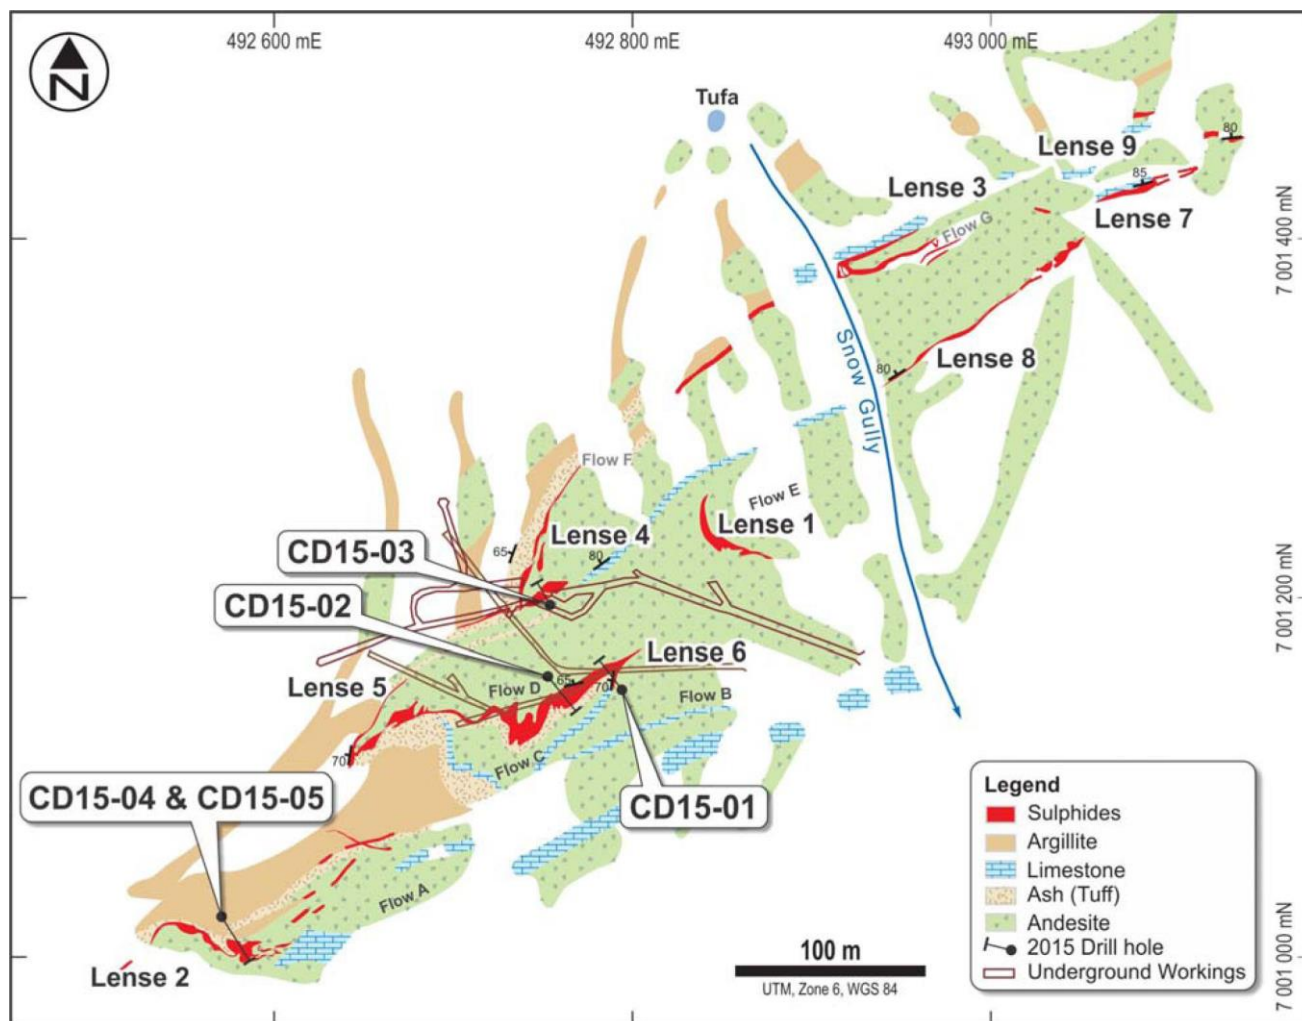 492 600 mE
492 800 mE
493 000 mE
N
Tufa
80
Lense 9
85
Lense 3
Lense 7
Flow G
7 001 400 mN
Snow Gully
80
Lense 8
Flow F
Flow E
Lense 1
Lense 4
65
80
CD15-03
CD15-02
7 001 200 mN
Lense 6
65
70
Flow D
Flow B
Lense 5
Flow C
70
CD15-04 & CD15-05
CD15-01
Flow A
Lense 2
7 001 000 mN
100 m
UTM, Zone 6, WGS 84
Legend
Sulphides
Argillite
Limestone
Ash (Tuff)
Andesite
2015 Drill hole
Underground Workings